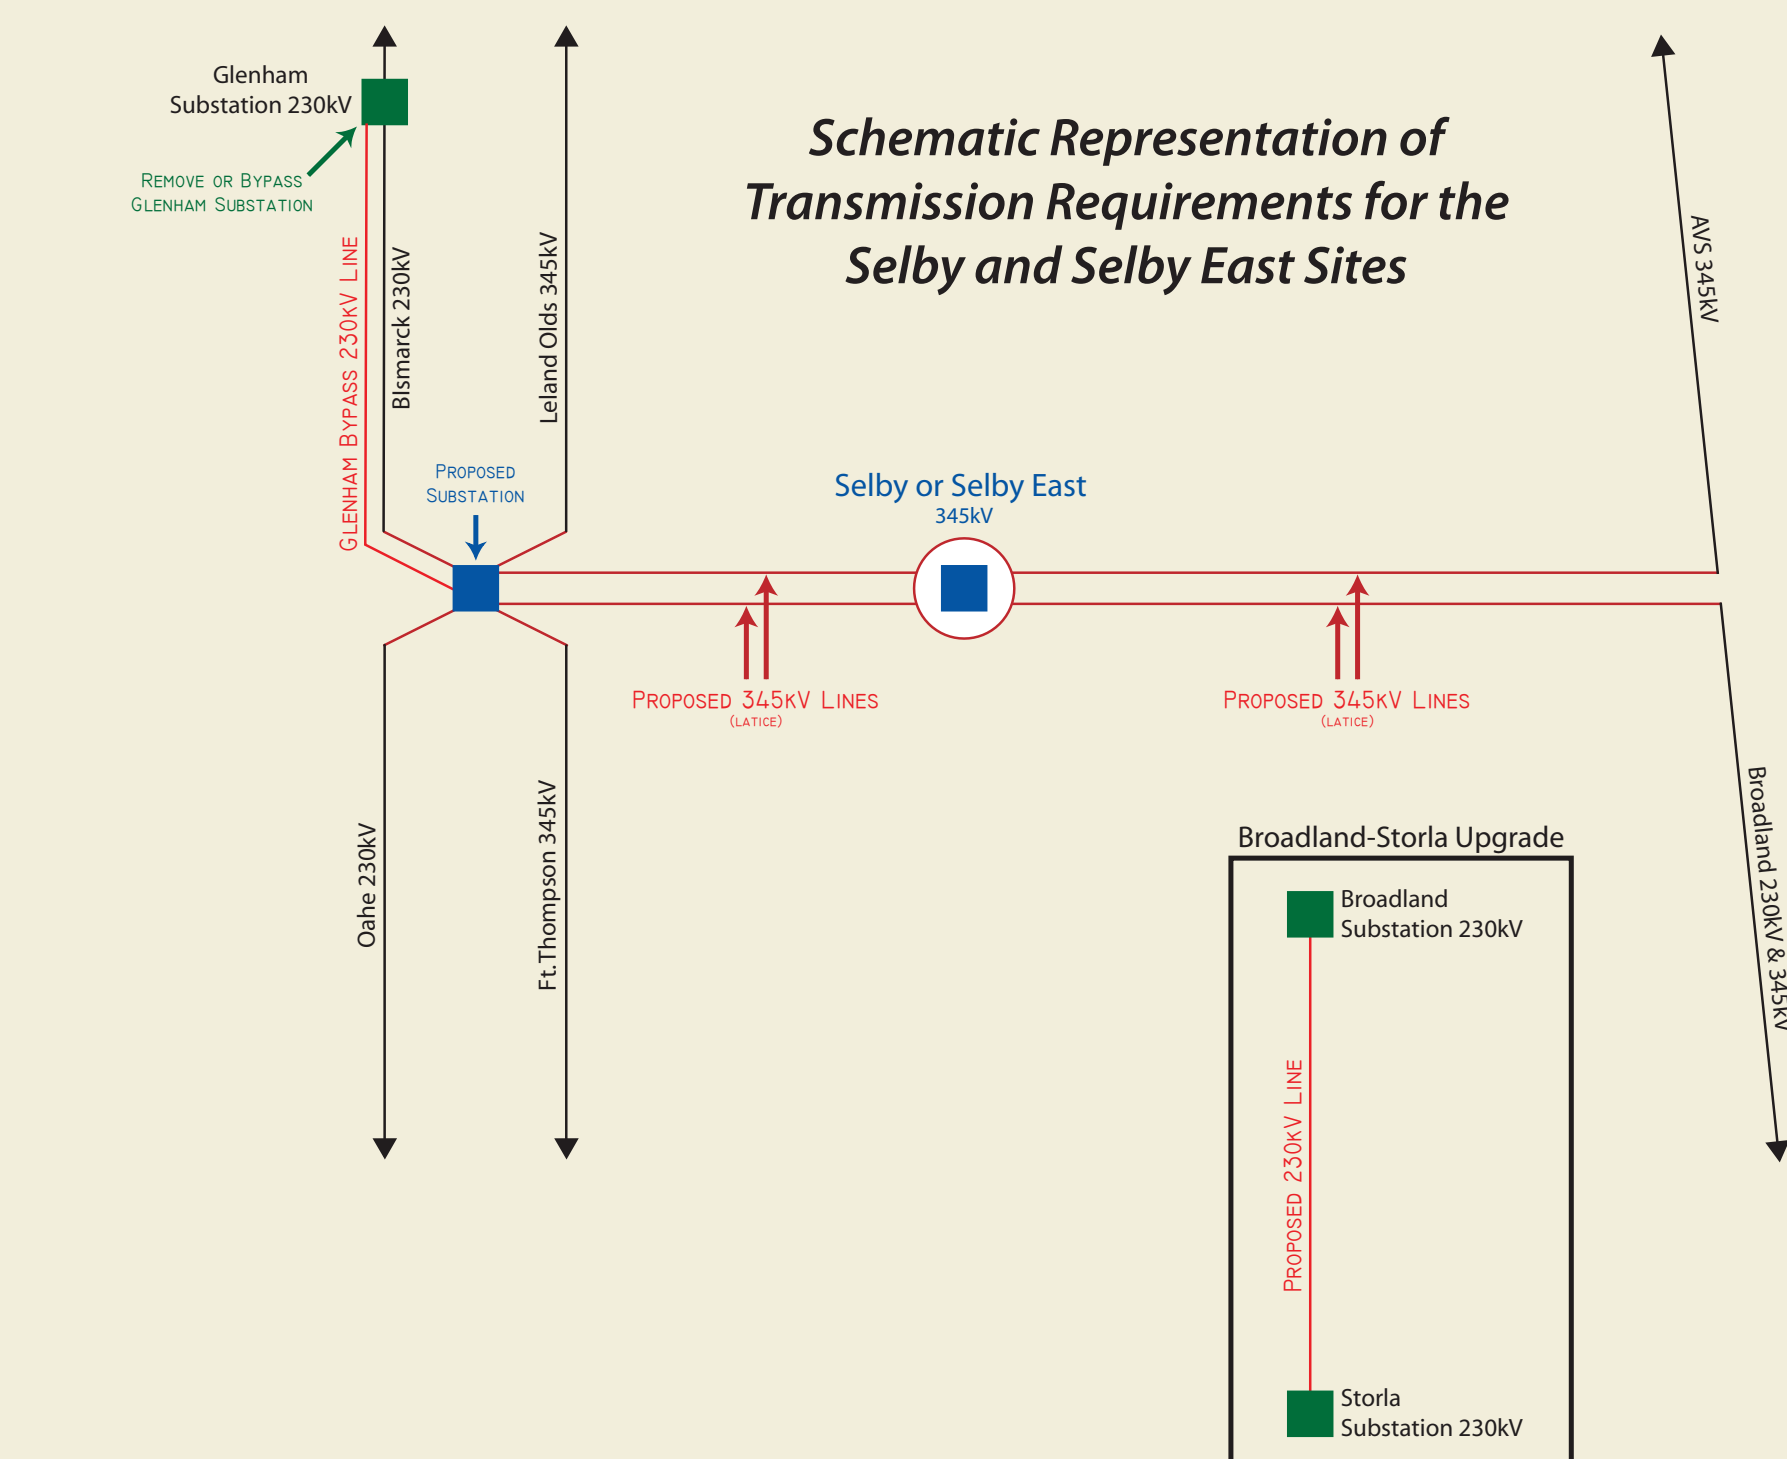 Glenham
Substation 230kV
REMOVE OR BYPASS
GLENHAM SUBSTATION
Schematic Representation of
Transmission Requirements for the
Selby and Selby East Sites
GLENHAM BYPASS 230KV LINE
BIsmarck 230kV
Leland Olds 345kV
AVS 345kV
PROPOSED
SUBSTATION
Selby or Selby East
345kV
PROPOSED 345KV LINES
(LATICE)
PROPOSED 345KV LINES
(LATICE)
Oahe 230kV
Ft.Thompson 345kV
Broadland 230kV & 345kV
Broadland-Storla Upgrade
Broadland
Substation 230kV
PROPOSED 230KV LINE
Storla
Substation 230kV